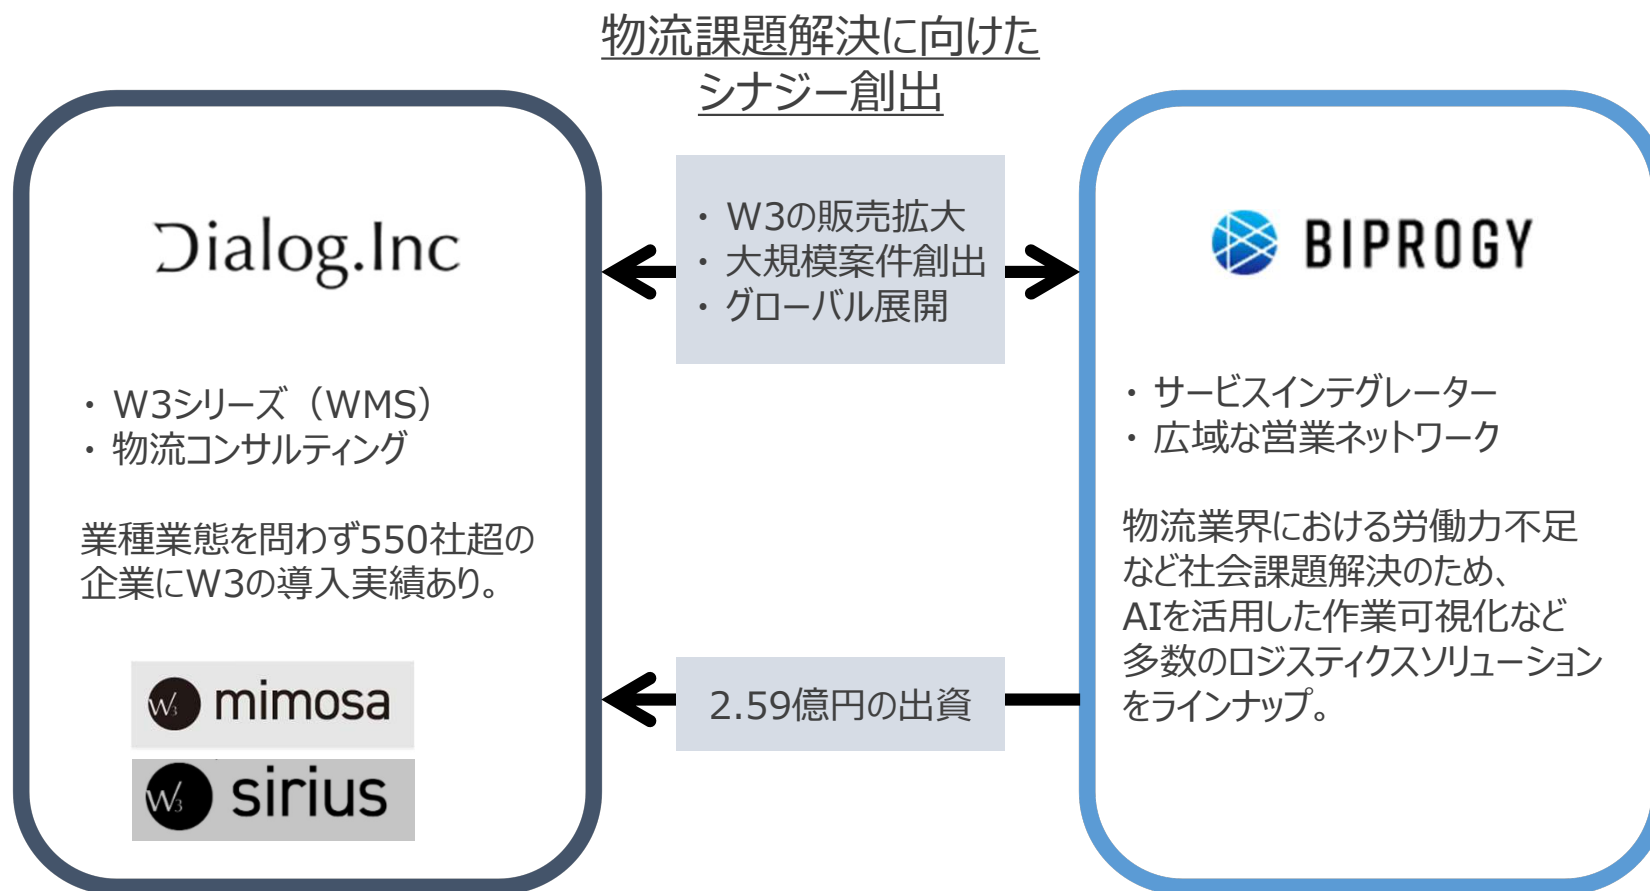 物流課題解決に向けた
シナジー創出
Dialog.Inc
・ W3シリーズ（WMS）
・ 物流コンサルティング
業種業態を問わず550社超の
企業にW3の導入実績あり。
W3 mimosa
W3 sirius
・ W3の販売拡大
・ 大規模案件創出
・ グローバル展開
2.59億円の出資
BIPROGY
・ サービスインテグレーター
・ 広域な営業ネットワーク
物流業界における労働力不足
など社会課題解決のため、
AIを活用した作業可視化など
多数のロジスティクスソリューション
をラインナップ。